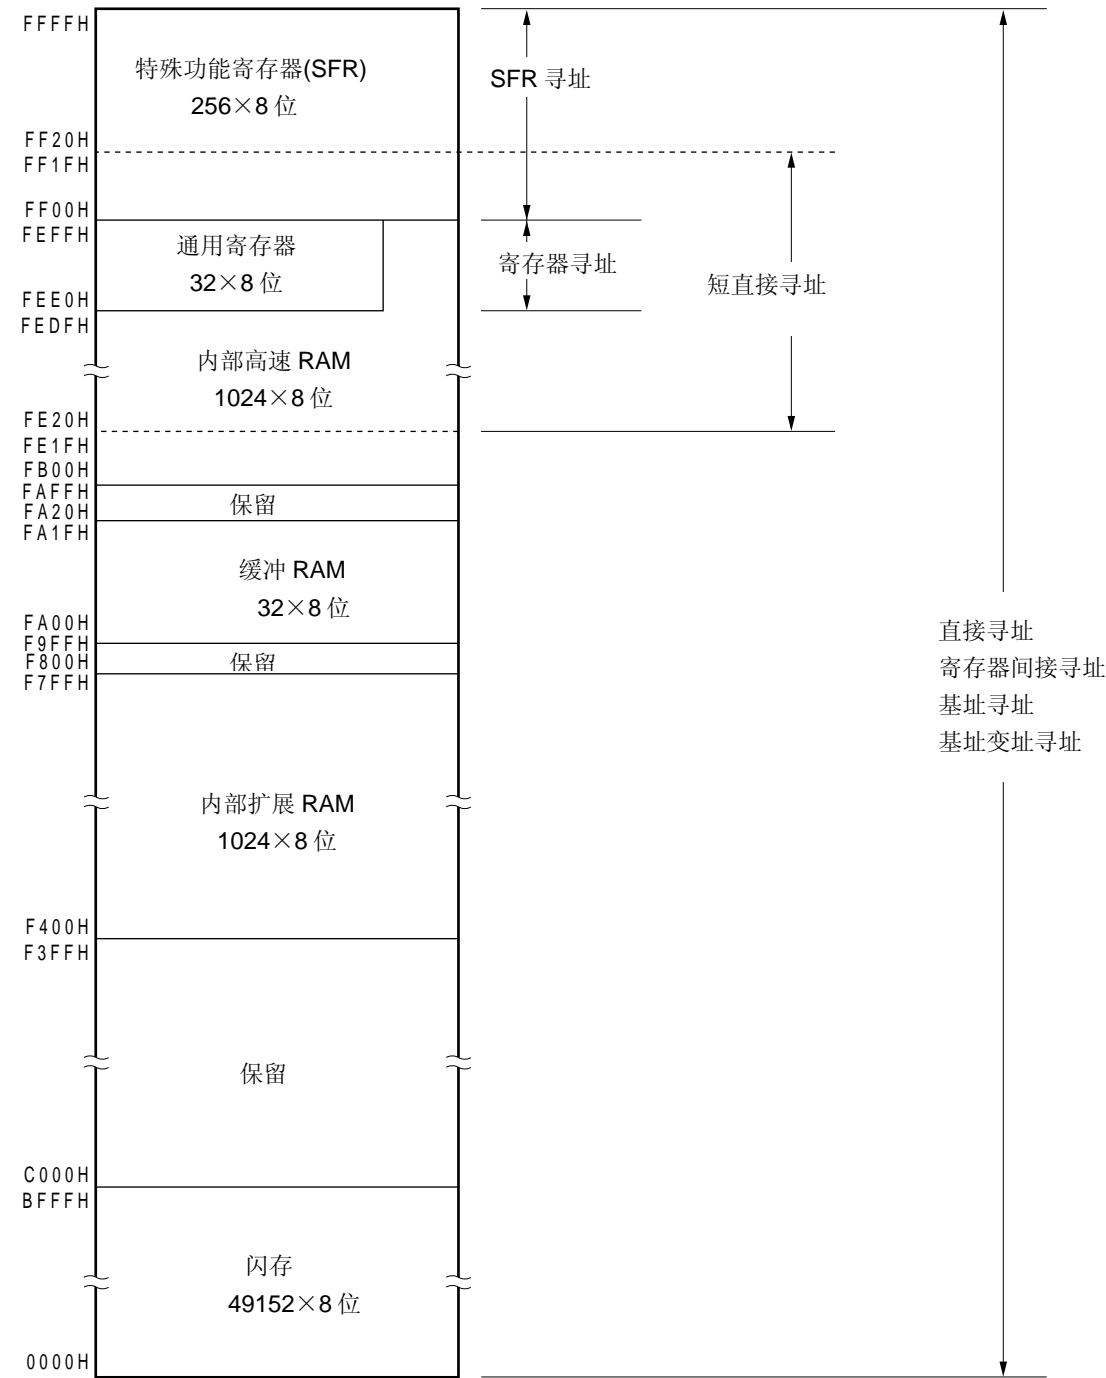 FFFFH
特殊功能寄存器(SFR)
256×8 位
SFR 寻址
FF20H
FF1FH
FF00H
FEFFH
通用寄存器
32×8 位
寄存器寻址
短直接寻址
FEE0H
FEDFH
内部高速 RAM
1024×8 位
FE20H
FE1FH
FB00H
FAFFH
保留
FA20H
FA1FH
缓冲 RAM
32×8 位
FA00H
F9FFH
F800H
保留
F7FFH
直接寻址
寄存器间接寻址
基址寻址
基址变址寻址
内部扩展 RAM
1024×8 位
F400H
F3FFH
保留
C000H
BFFFH
闪存
49152×8 位
0000H